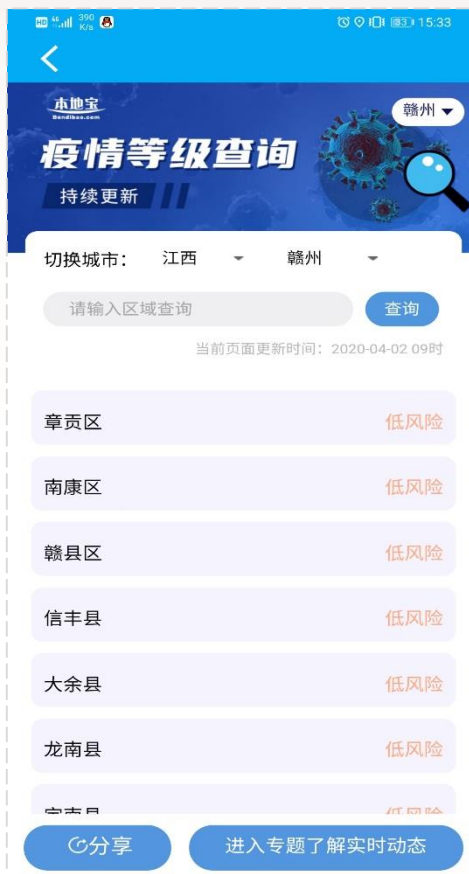 HD 46 390 K/s 83 15:33
本地宝
Bendibao.com
赣州
疫情等级查询
持续更新
切换城市： 江西 赣州
请输入区域查询 查询
当前页面更新时间：2020-04-02 09时
章贡区 低风险
南康区 低风险
赣县区 低风险
信丰县 低风险
大余县 低风险
龙南县 低风险
分享 进入专题了解实时动态